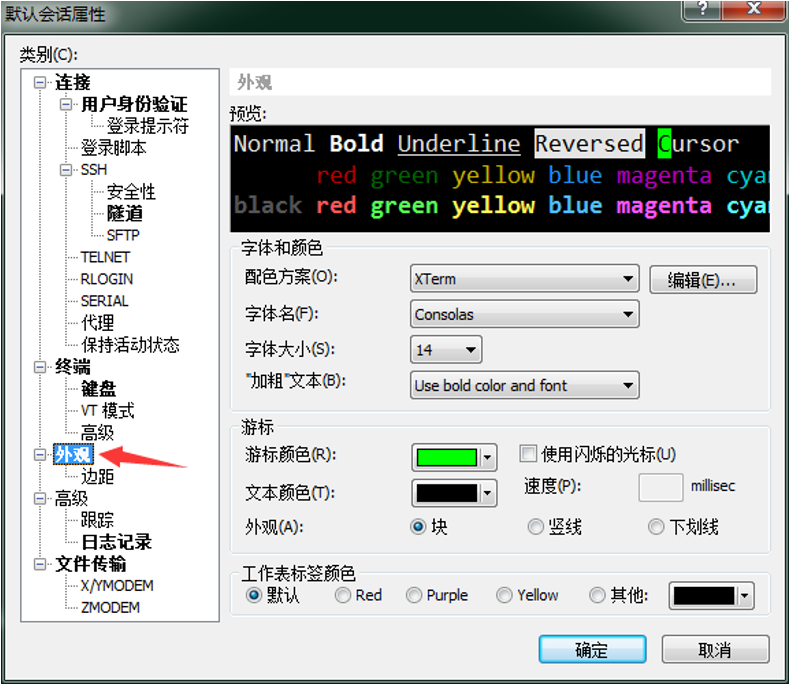 默认会话属性
类别(C):
连接
用户身份验证
登录提示符
登录脚本
SSH
安全性
隧道
SFTP
TELNET
RLOGIN
SERIAL
代理
保持活动状态
终端
键盘
VT 模式
高级
外观
边距
高级
跟踪
日志记录
文件传输
X/YMODEM
ZMODEM
外观
预览:
Normal Bold Underline Reversed Cursor
red green yellow blue magenta cyan
black red green yellow blue magenta cyan
字体和颜色
配色方案(O): XTerm 编辑(E)...
字体名(F): Consolas
字体大小(S): 14
"加粗"文本(B): Use bold color and font
游标
游标颜色(R): 使用闪烁的光标(U)
文本颜色(T): 速度(P): millisec
外观(A): 块 竖线 下划线
工作表标签颜色
默认 Red Purple Yellow 其他:
确定 取消